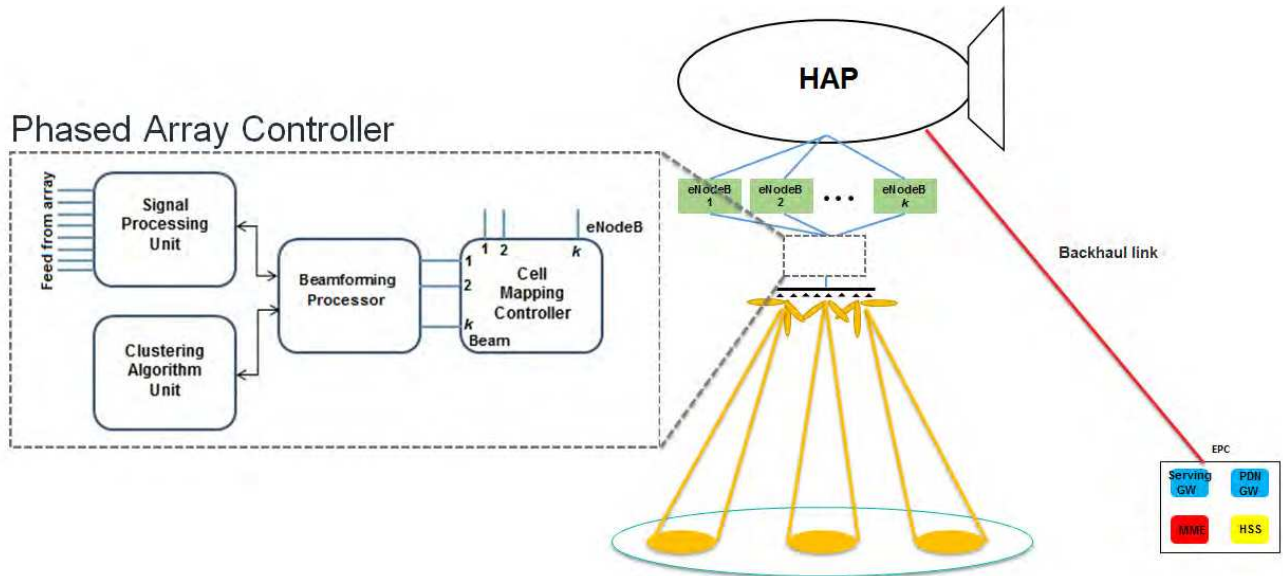 Phased Array Controller
Feed from array
Signal
Processing
Unit
Clustering
Algorithm
Unit
Beamforming
Processor
1
2
k
Beam
1 2 k
eNodeB
Cell
Mapping
Controller
HAP
eNodeB
1
eNodeB
2
eNodeB
k
Backhaul link
EPC
Serving
GW
PDN
GW
MME
HSS